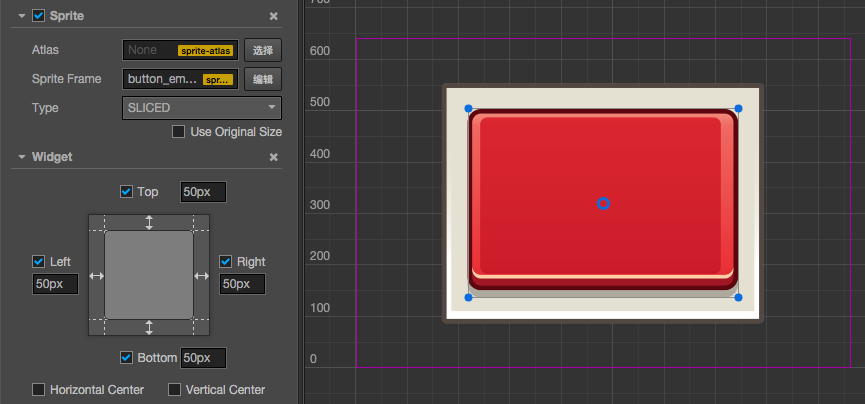 Sprite
Atlas None sprite-atlas 选择
Sprite Frame button_em... spr... 编辑
Type SLICED
Use Original Size
Widget
Top 50px
Left
50px
Right
50px
Bottom 50px
Horizontal Center Vertical Center
700
600
500
400
300
200
100
0